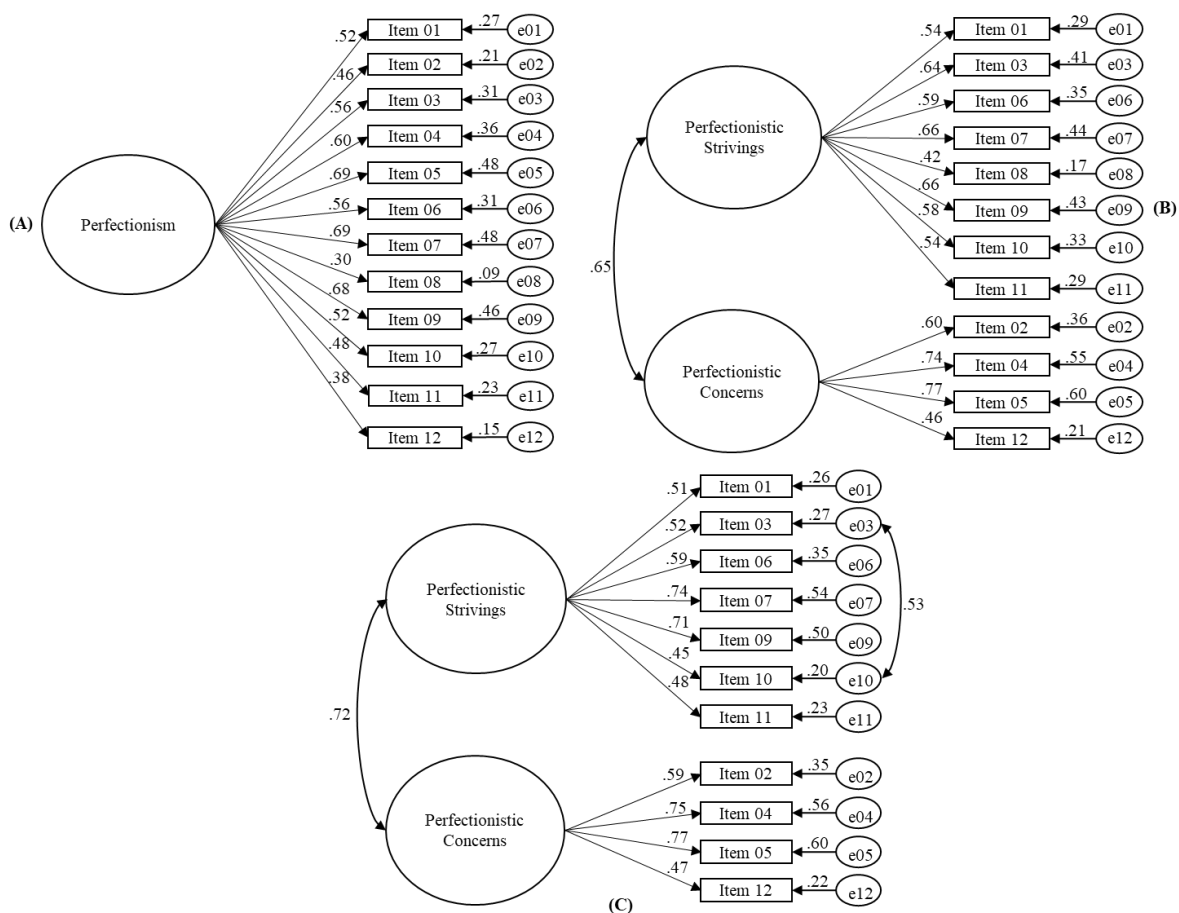 (A)
Perfectionism
.52
.46
.56
.60
.69
.56
.69
.30
.68
.52
.48
.38
Item 01 .27 e01
Item 02 .21 e02
Item 03 .31 e03
Item 04 .36 e04
Item 05 .48 e05
Item 06 .31 e06
Item 07 .48 e07
Item 08 .09 e08
Item 09 .46 e09
Item 10 .27 e10
Item 11 .23 e11
Item 12 .15 e12
(B)
Perfectionistic
Strivings
.54
.64
.59
.66
.42
.66
.58
.54
Item 01 .29 e01
Item 03 .41 e03
Item 06 .35 e06
Item 07 .44 e07
Item 08 .17 e08
Item 09 .43 e09
Item 10 .33 e10
Item 11 .29 e11
.65
Perfectionistic
Concerns
.60
.74
.77
.46
Item 02 .36 e02
Item 04 .55 e04
Item 05 .60 e05
Item 12 .21 e12
Perfectionistic
Strivings
.51
.52
.59
.74
.71
.45
.48
Item 01 .26 e01
Item 03 .27 e03
Item 06 .35 e06
Item 07 .54 e07
Item 09 .50 e09
Item 10 .20 e10
Item 11 .23 e11
.53
.72
Perfectionistic
Concerns
.59
.75
.77
.47
Item 02 .35 e02
Item 04 .56 e04
Item 05 .60 e05
Item 12 .22 e12
(C)